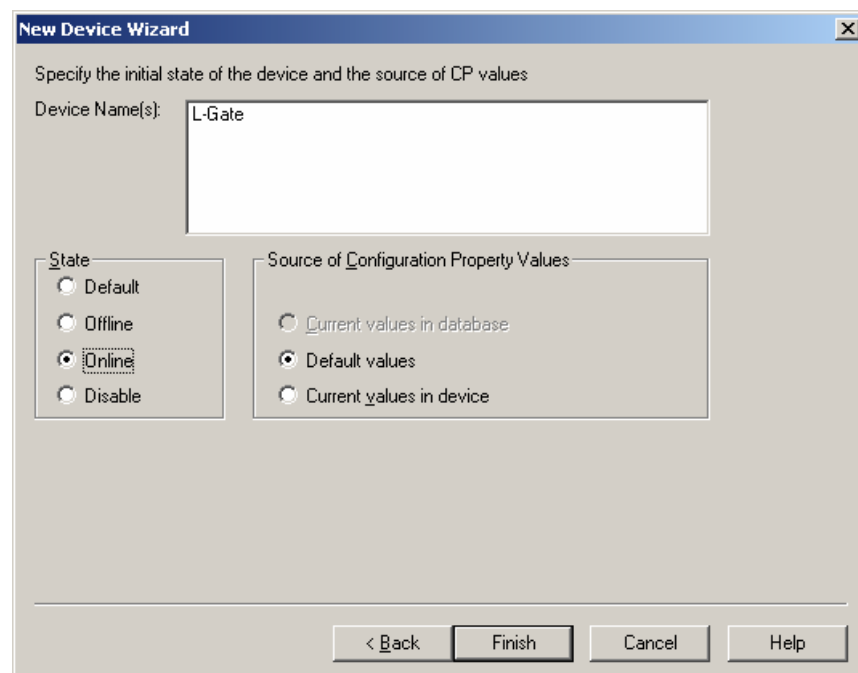 New Device Wizard
Specify the initial state of the device and the source of CP values
Device Name(s):
L-Gate
State
Default
Offline
Online
Disable
Source of Configuration Property Values
Current values in database
Default values
Current values in device
< Back
Finish
Cancel
Help